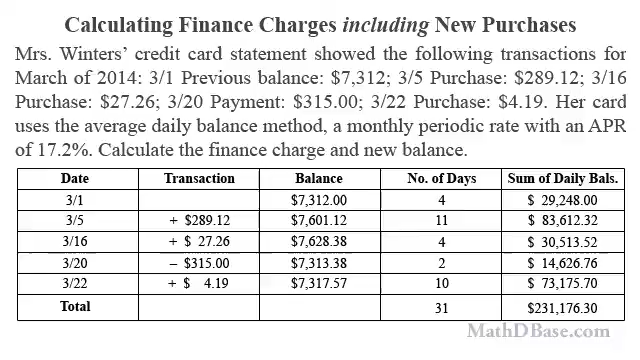 Calculating Finance Charges including New Purchases
Mrs. Winters’ credit card statement showed the following transactions for
March of 2014: 3/1 Previous balance: $7,312; 3/5 Purchase: $289.12; 3/16
Purchase: $27.26; 3/20 Payment: $315.00; 3/22 Purchase: $4.19. Her card
uses the average daily balance method, a monthly periodic rate with an APR
of 17.2%. Calculate the finance charge and new balance.
Date Transaction Balance No. of Days Sum of Daily Bals.
3/1 $7,312.00 4 $ 29,248.00
3/5 + $289.12 $7,601.12 11 $ 83,612.32
3/16 + $ 27.26 $7,628.38 4 $ 30,513.52
3/20 – $315.00 $7,313.38 2 $ 14,626.76
3/22 + $ 4.19 $7,317.57 10 $ 73,175.70
Total 31 $231,176.30
MathDBase.com